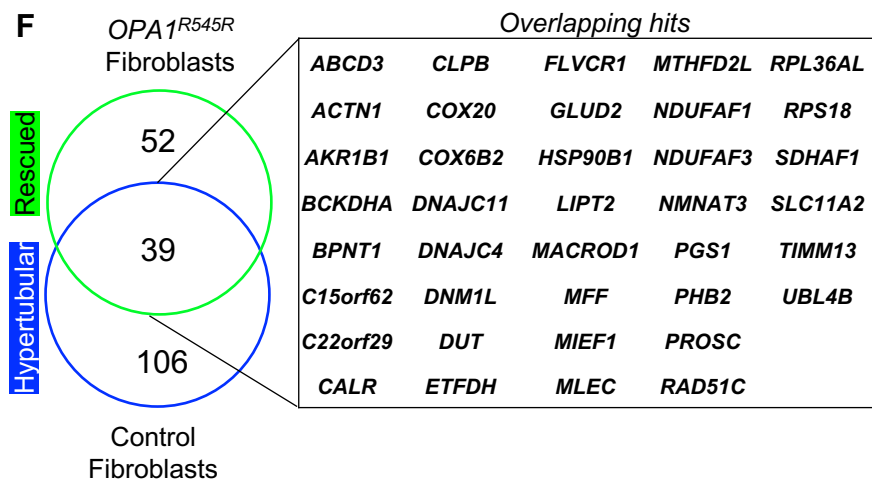 F
OPA1R545R
Fibroblasts
Rescued
52
39
Hypertubular
106
Control
Fibroblasts
Overlapping hits
ABCD3 CLPB FLVCR1 MTHFD2L RPL36AL
ACTN1 COX20 GLUD2 NDUFAF1 RPS18
AKR1B1 COX6B2 HSP90B1 NDUFAF3 SDHAF1
BCKDHA DNAJC11 LIPT2 NMNAT3 SLC11A2
BPNT1 DNAJC4 MACROD1 PGS1 TIMM13
C15orf62 DNM1L MFF PHB2 UBL4B
C22orf29 DUT MIEF1 PROSC
CALR ETFDH MLEC RAD51C